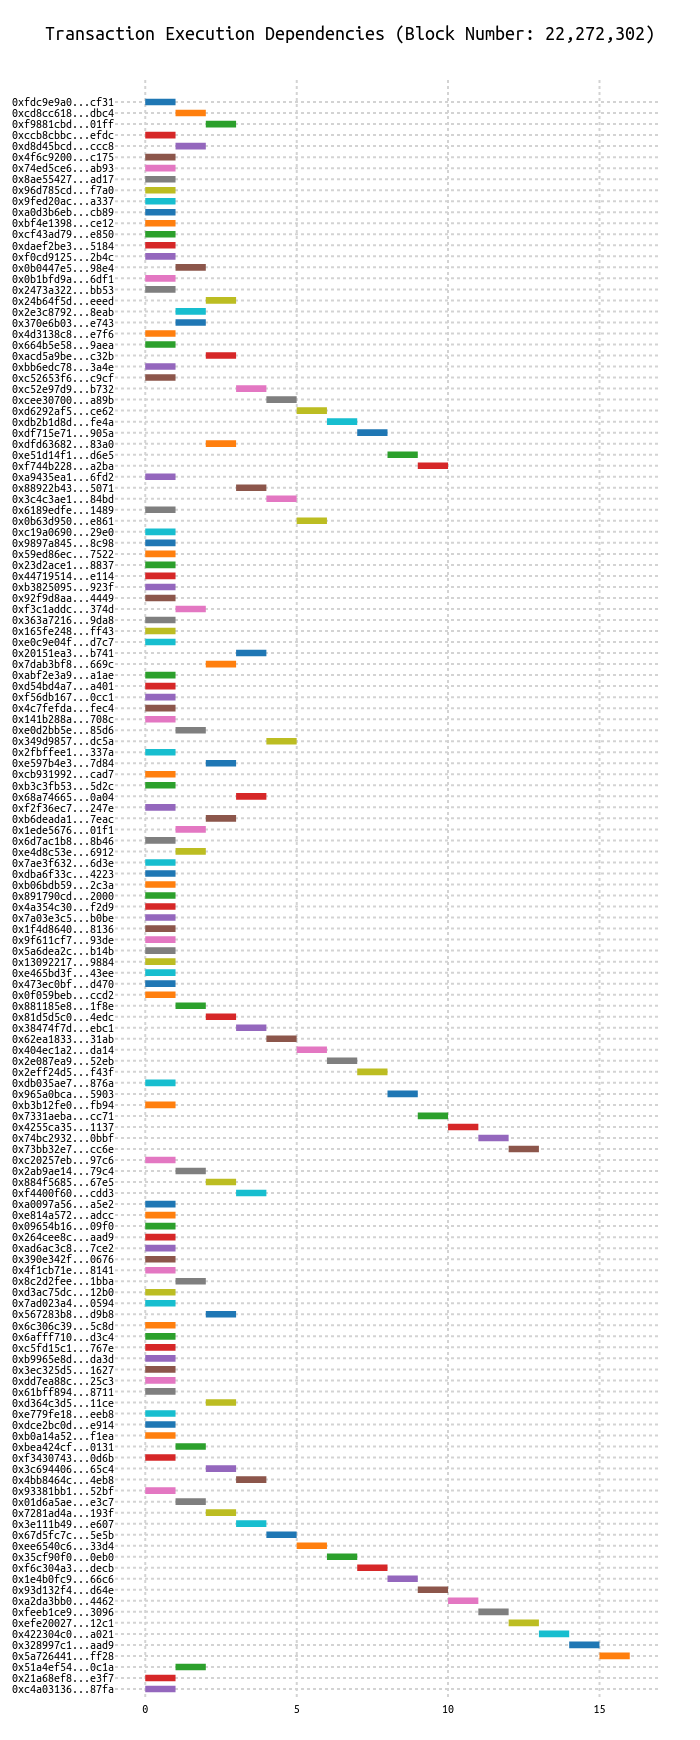 Transaction Execution Dependencies (Block Number: 22,272,302)
0xfdc9e9a0...cf31
0xcd8cc618...dbc4
0xf9881cbd...01ff
0xccb8cbbc...efdc
0xd8d45bcd...ccc8
0x4f6c9200...c175
0x74ed5ce6...ab93
0x8ae55427...ad17
0x96d785cd...f7a0
0x9fed20ac...a337
0xa0d3b6eb...cb89
0xbf4e1398...ce12
0xcf43ad79...e850
0xdaef2be3...5184
0xf0cd9125...2b4c
0x0b0447e5...98e4
0x0b1bfd9a...6df1
0x2473a322...bb53
0x24b64f5d...eeed
0x2e3c8792...8eab
0x370e6b03...e743
0x4d3138c8...e7f6
0x664b5e58...9aea
0xacd5a9be...c32b
0xbb6edc78...3a4e
0xc52653f6...c9cf
0xc52e97d9...b732
0xcee30700...a89b
0xd6292af5...ce62
0xdb2b1d8d...fe4a
0xdf715e71...905a
0xdfd63682...83a0
0xe51d14f1...d6e5
0xf744b228...a2ba
0xa9435ea1...6fd2
0x88922b43...5071
0x3c4c3ae1...84bd
0x6189edfe...1489
0x0b63d950...e861
0xc19a0690...29e0
0x9897a845...8c98
0x59ed86ec...7522
0x23d2ace1...8837
0x44719514...e114
0xb3825095...923f
0x92f9d8aa...4449
0xf3c1addc...374d
0x363a7216...9da8
0x165fe248...ff43
0xe0c9e04f...d7c7
0x20151ea3...b741
0x7dab3bf8...669c
0xabf2e3a9...a1ae
0xd54bd4a7...a401
0xf56db167...0cc1
0x4c7fefda...fec4
0x141b288a...708c
0xe0d2bb5e...85d6
0x349d9857...dc5a
0x2fbffee1...337a
0xe597b4e3...7d84
0xcb931992...cad7
0xb3c3fb53...5d2c
0x68a74665...0a04
0xf2f36ec7...247e
0xb6deada1...7eac
0x1ede5676...01f1
0x6d7ac1b8...8b46
0xe4d8c53e...6912
0x7ae3f632...6d3e
0xdba6f33c...4223
0xb06bdb59...2c3a
0x891790cd...2000
0x4a354c30...f2d9
0x7a03e3c5...b0be
0x1f4d8640...8136
0x9f611cf7...93de
0x5a6dea2c...b14b
0x13092217...9884
0xe465bd3f...43ee
0x473ec0bf...d470
0x0f059beb...ccd2
0x881185e8...1f8e
0x81d5d5c0...4edc
0x38474f7d...ebc1
0x62ea1833...31ab
0x404ec1a2...da14
0x2e087ea9...52eb
0x2eff24d5...f43f
0xdb035ae7...876a
0x965a0bca...5903
0xb3b12fe0...fb94
0x7331aeba...cc71
0x4255ca35...1137
0x74bc2932...0bbf
0x73bb32e7...cc6e
0xc20257eb...97c6
0x2ab9ae14...79c4
0x884f5685...67e5
0xf4400f60...cdd3
0xa0097a56...a5e2
0xe814a572...adcc
0x09654b16...09f0
0x264cee8c...aad9
0xad6ac3c8...7ce2
0x390e342f...0676
0x4f1cb71e...8141
0x8c2d2fee...1bba
0xd3ac75dc...12b0
0x7ad023a4...0594
0x567283b8...d9b8
0x6c306c39...5c8d
0x6afff710...d3c4
0xc5fd15c1...767e
0xb9965e8d...da3d
0x3ec325d5...1627
0xdd7ea88c...25c3
0x61bff894...8711
0xd364c3d5...11ce
0xe779fe18...eeb8
0xdce2bc0d...e914
0xb0a14a52...f1ea
0xbea424cf...0131
0xf3430743...0d6b
0x3c694406...65c4
0x4bb8464c...4eb8
0x93381bb1...52bf
0x01d6a5ae...e3c7
0x7281ad4a...193f
0x3e111b49...e607
0x67d5fc7c...5e5b
0xee6540c6...33d4
0x35cf90f0...0eb0
0xf6c304a3...decb
0x1e4b0fc9...66c6
0x93d132f4...d64e
0xa2da3bb0...4462
0xfeeb1ce9...3096
0xefe20027...12c1
0x422304c0...a021
0x328997c1...aad9
0x5a726441...ff28
0x51a4ef54...0c1a
0x21a68ef8...e3f7
0xc4a03136...87fa
0 5 10 15